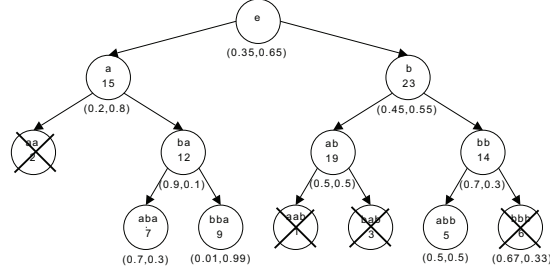 e
(0.35,0.65)
a
15
(0.2,0.8)
b
23
(0.45,0.55)
aa
2
ba
12
(0.9,0.1)
ab
19
(0.5,0.5)
bb
14
(0.7,0.3)
aba
7
(0.7,0.3)
bba
9
(0.01,0.99)
aab
1
bab
3
abb
5
(0.5,0.5)
bbb
6
(0.67,0.33)